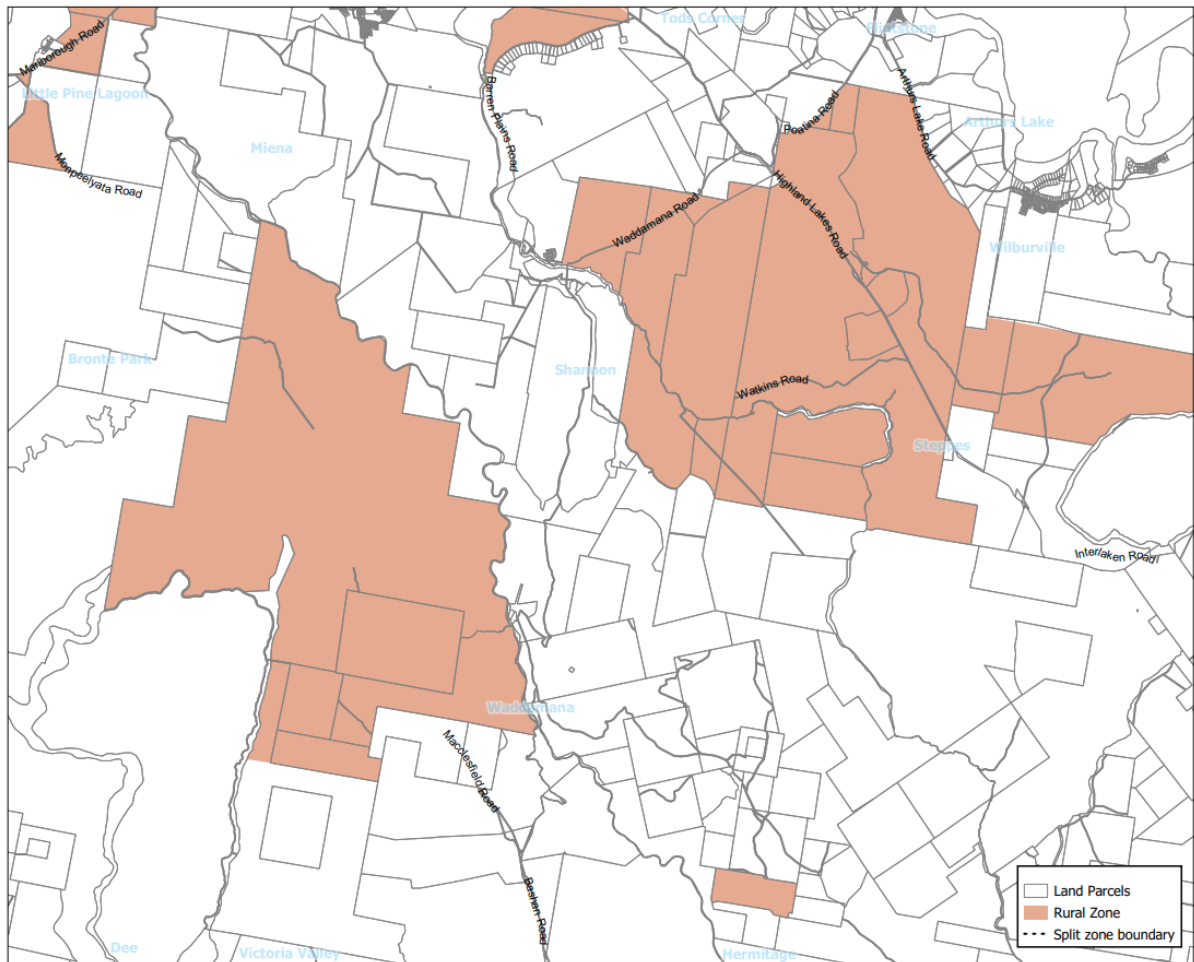 Marlborough Road
Tods Corner
Flintstone
Little Pine Lagoon
Barren Plains Road
Arthurs Lake Road
Poatina Road
Arthurs Lake
Miena
Monpeelyata Road
Highland Lakes Road
Waddamana Road
Wilburville
Bronte Park
Shannon
Watkins Road
Steppes
Interlaken Road
Waddamana
Macclesfield Road
Bashan Road
Dee
Victoria Valley
Hermitage
Land Parcels
Rural Zone
Split zone boundary